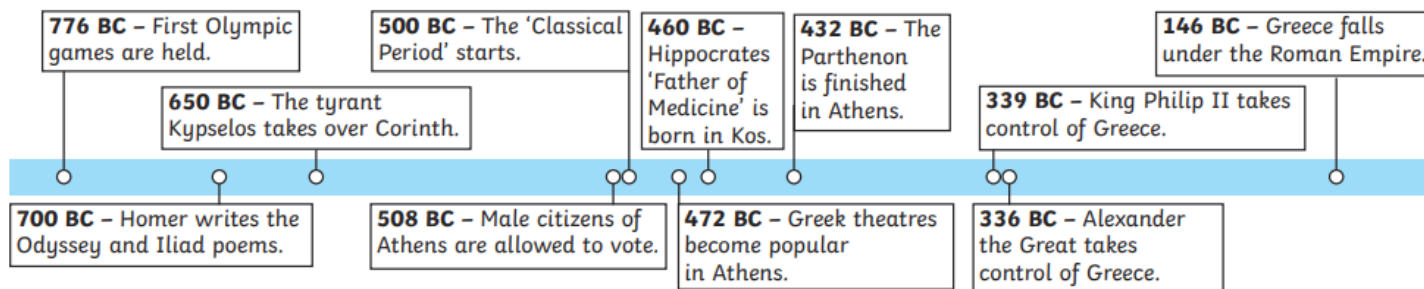 776 BC – First Olympic
games are held.
700 BC – Homer writes the
Odyssey and Iliad poems.
650 BC – The tyrant
Kypselos takes over Corinth.
508 BC – Male citizens of
Athens are allowed to vote.
500 BC – The ‘Classical
Period’ starts.
472 BC – Greek theatres
become popular
in Athens.
460 BC –
Hippocrates
‘Father of
Medicine’ is
born in Kos.
432 BC – The
Parthenon
is finished
in Athens.
339 BC – King Philip II takes
control of Greece.
336 BC – Alexander
the Great takes
control of Greece.
146 BC – Greece falls
under the Roman Empire.